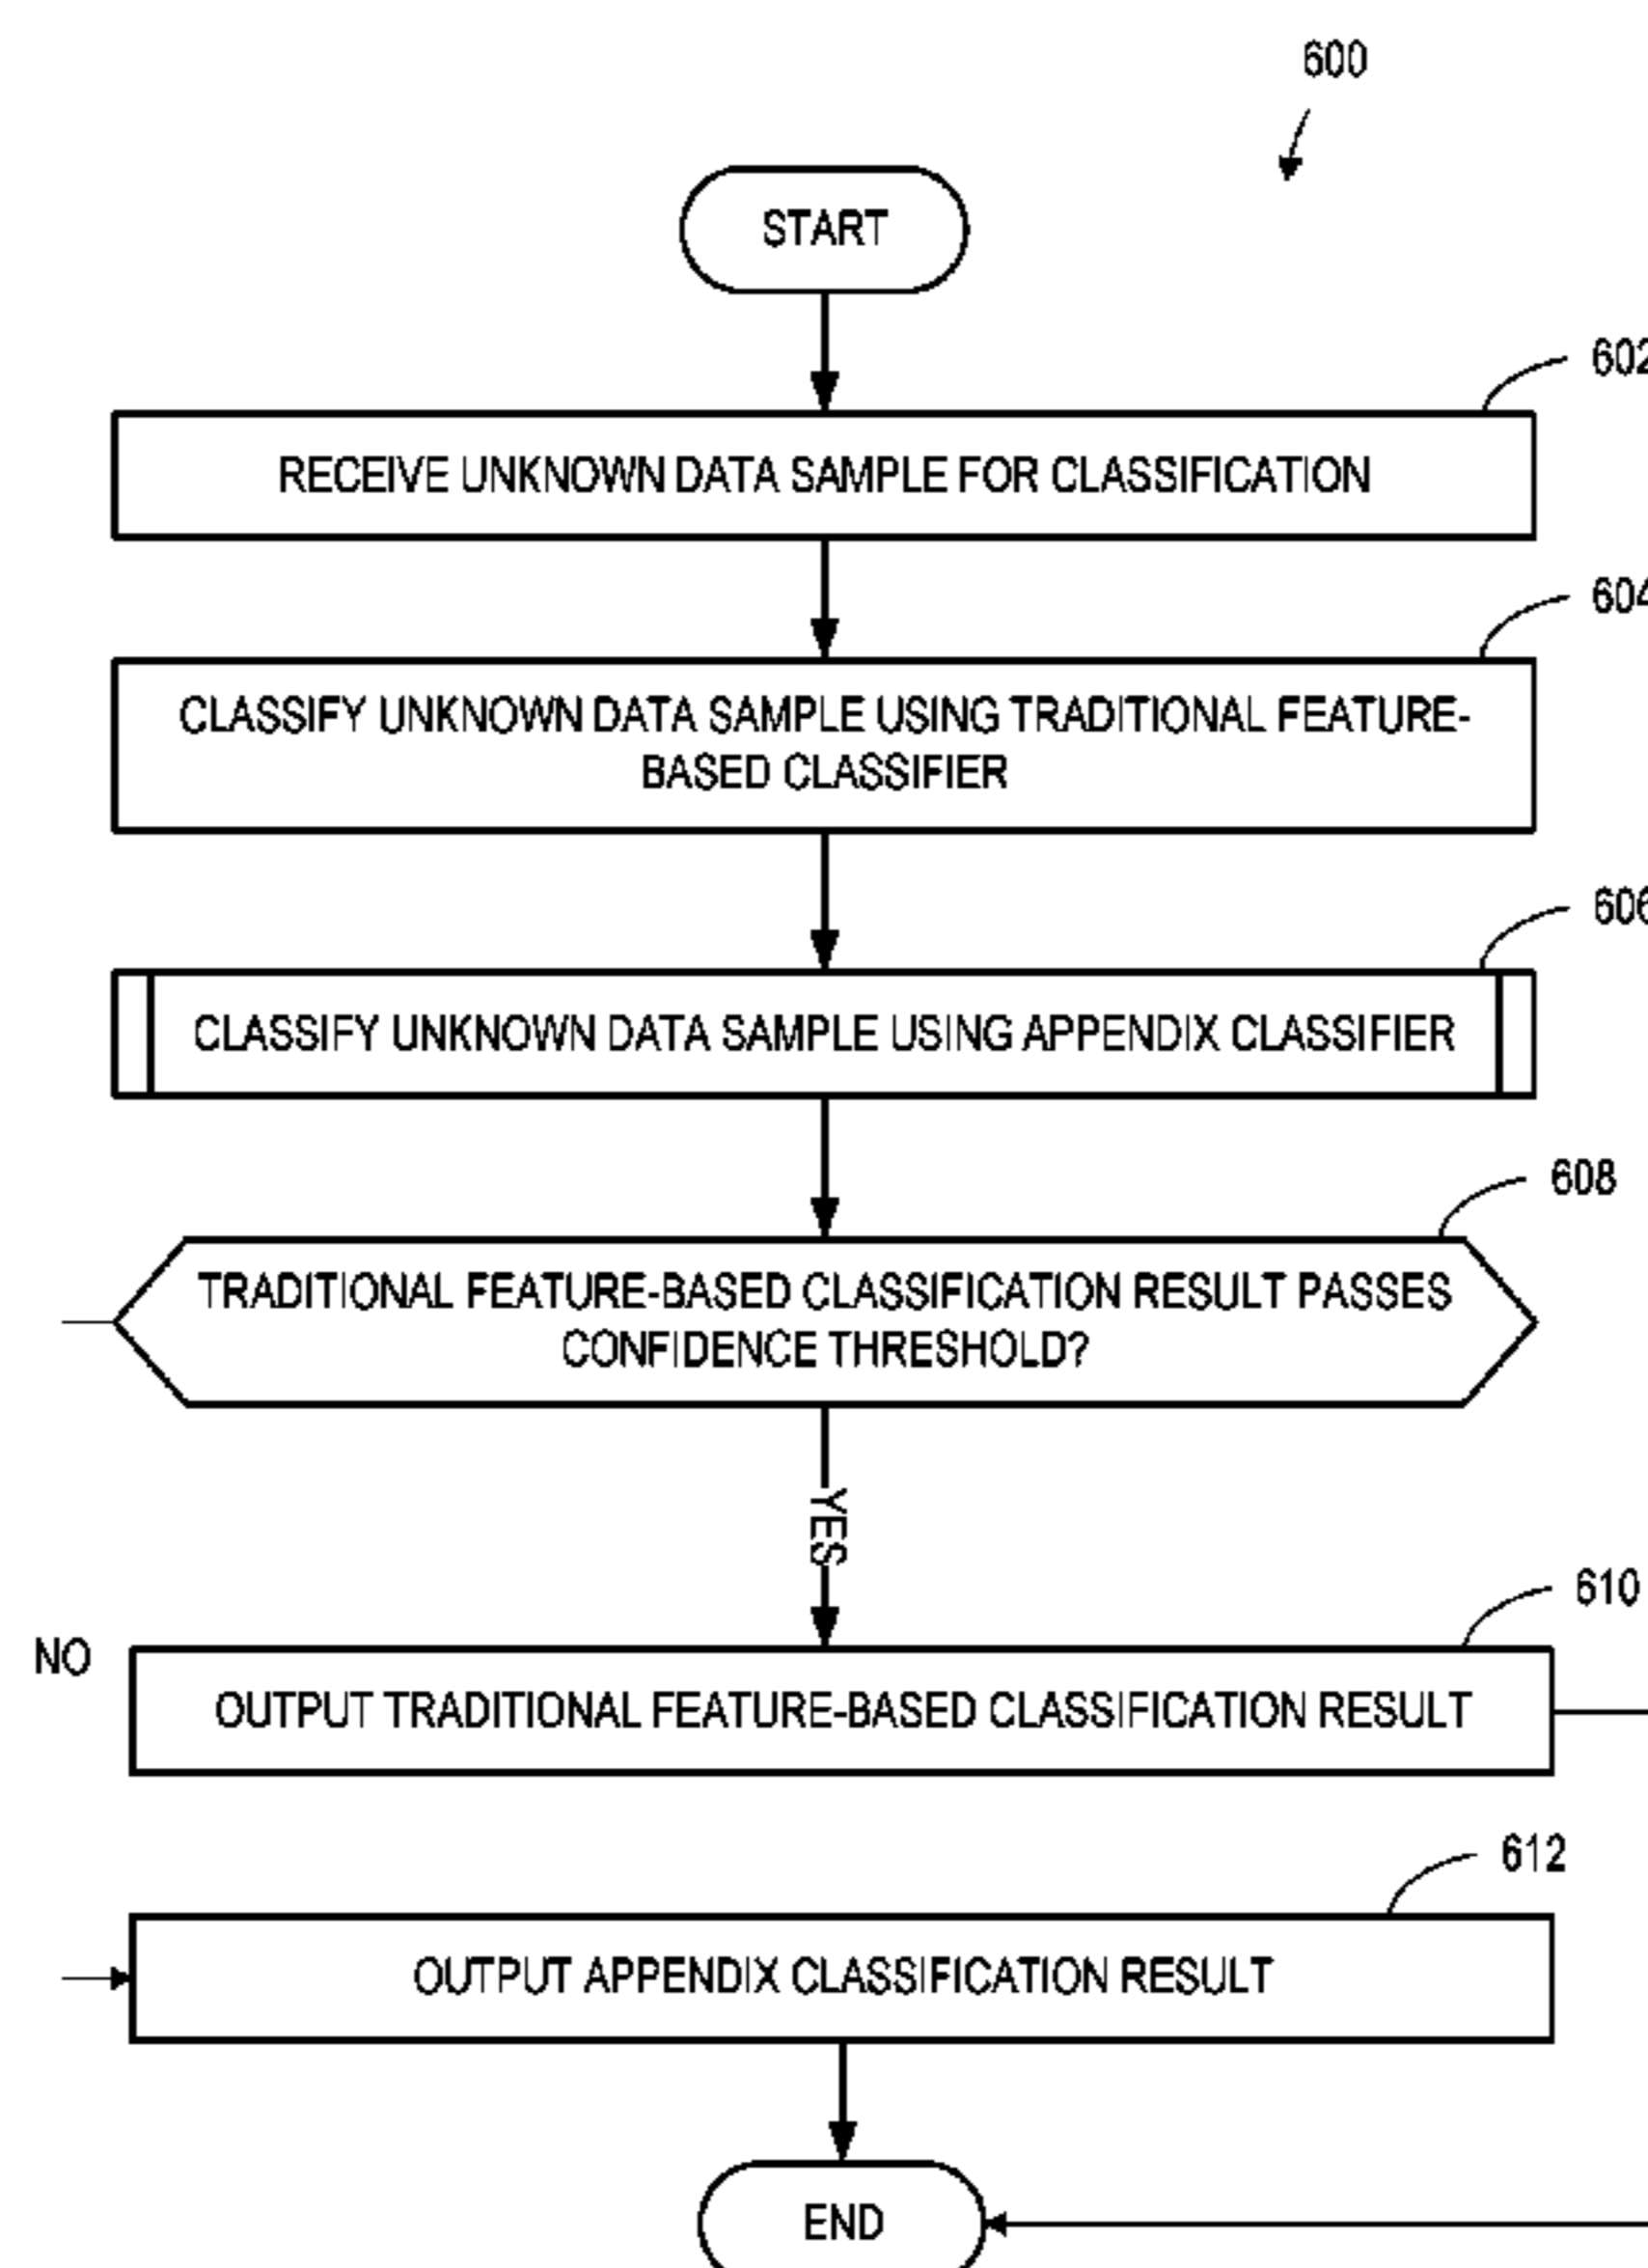 600
START
602
RECEIVE UNKNOWN DATA SAMPLE FOR CLASSIFICATION
604
CLASSIFY UNKNOWN DATA SAMPLE USING TRADITIONAL FEATURE-
BASED CLASSIFIER
606
CLASSIFY UNKNOWN DATA SAMPLE USING APPENDIX CLASSIFIER
608
TRADITIONAL FEATURE-BASED CLASSIFICATION RESULT PASSES
CONFIDENCE THRESHOLD?
YES
610
NO
OUTPUT TRADITIONAL FEATURE-BASED CLASSIFICATION RESULT
612
OUTPUT APPENDIX CLASSIFICATION RESULT
END